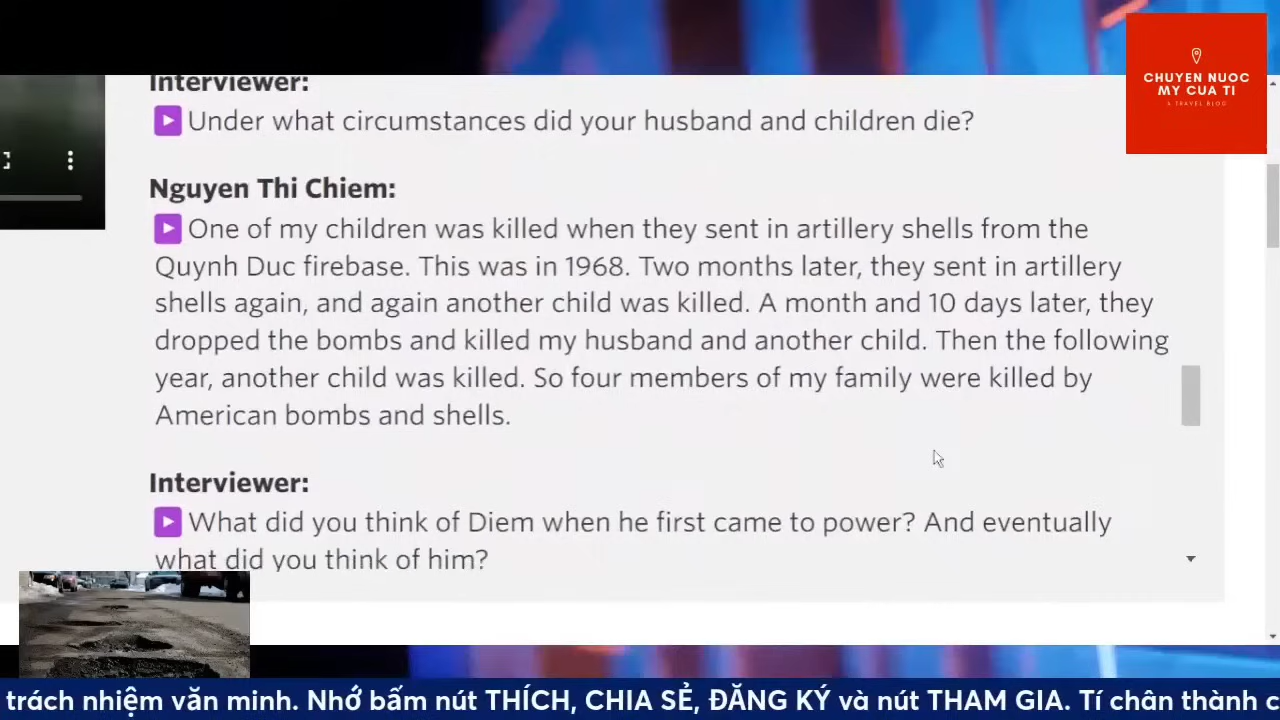 CHUYEN NUOC
MY CUA TI
A TRAVEL BLOG
Interviewer:
Under what circumstances did your husband and children die?
Nguyen Thi Chiem:
One of my children was killed when they sent in artillery shells from the
Quynh Duc firebase. This was in 1968. Two months later, they sent in artillery
shells again, and again another child was killed. A month and 10 days later, they
dropped the bombs and killed my husband and another child. Then the following
year, another child was killed. So four members of my family were killed by
American bombs and shells.
Interviewer:
What did you think of Diem when he first came to power? And eventually
what did you think of him?
trách nhiệm văn minh. Nhớ bấm nút THÍCH, CHIA SẺ, ĐĂNG KÝ và nút THAM GIA. Tí chân thành c